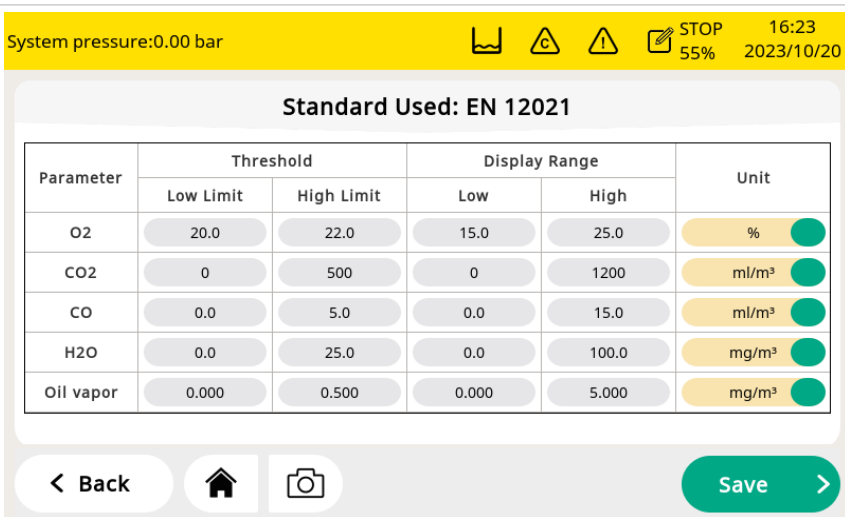 System pressure:0.00 bar
C
!
STOP
55%
16:23
2023/10/20
Standard Used: EN 12021
Parameter Threshold Display Range Unit
Low Limit High Limit Low High
O2 20.0 22.0 15.0 25.0 %
CO2 0 500 0 1200 ml/m³
CO 0.0 5.0 0.0 15.0 ml/m³
H2O 0.0 25.0 0.0 100.0 mg/m³
Oil vapor 0.000 0.500 0.000 5.000 mg/m³
Back
Save